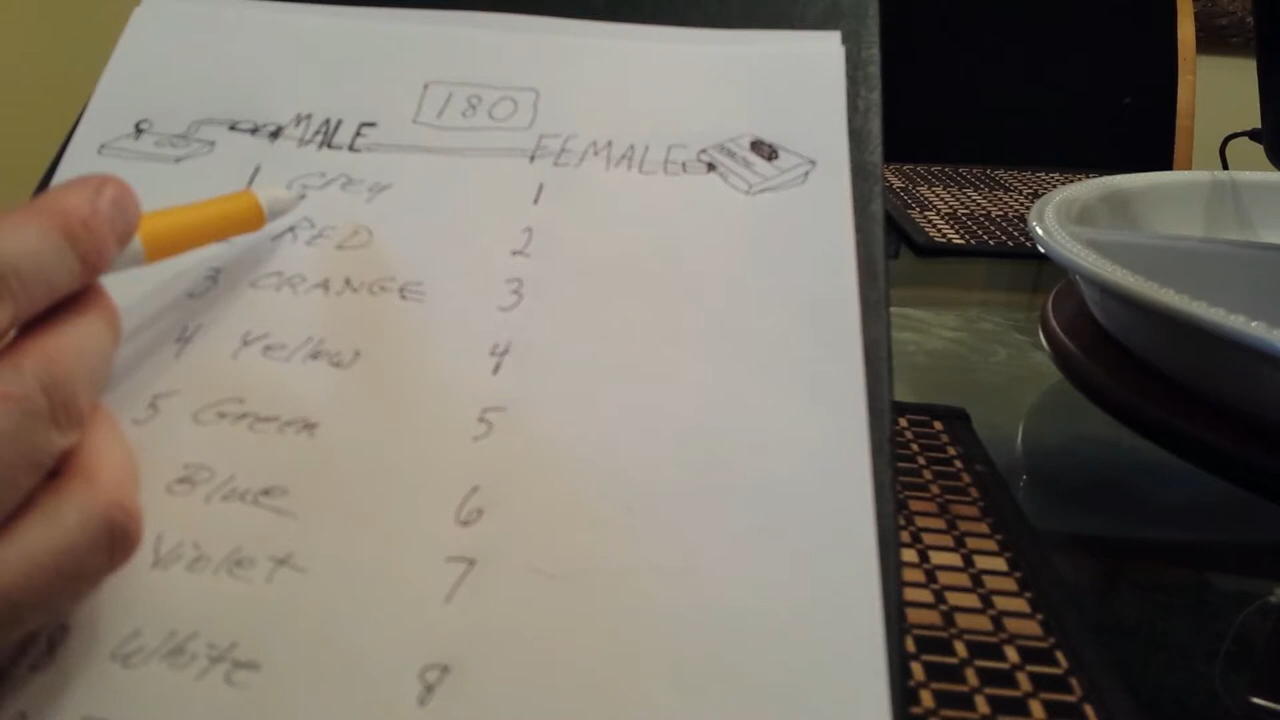 180
MALE FEMALE
1 Grey 1
RED 2
3 ORANGE 3
4 Yellow 4
5 Green 5
Blue 6
Violet 7
8 White 8